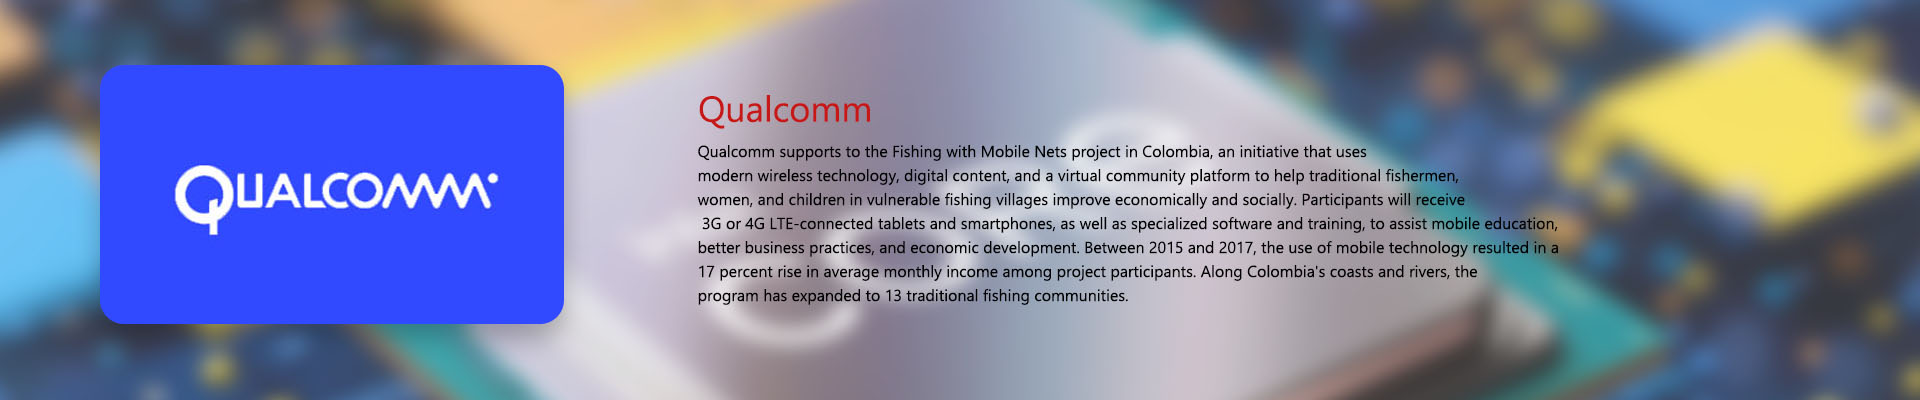 QUALCOMM
Qualcomm
Qualcomm supports to the Fishing with Mobile Nets project in Colombia, an initiative that uses
modern wireless technology, digital content, and a virtual community platform to help traditional fishermen,
women, and children in vulnerable fishing villages improve economically and socially. Participants will receive
3G or 4G LTE-connected tablets and smartphones, as well as specialized software and training, to assist mobile education,
better business practices, and economic development. Between 2015 and 2017, the use of mobile technology resulted in a
17 percent rise in average monthly income among project participants. Along Colombia's coasts and rivers, the
program has expanded to 13 traditional fishing communities.